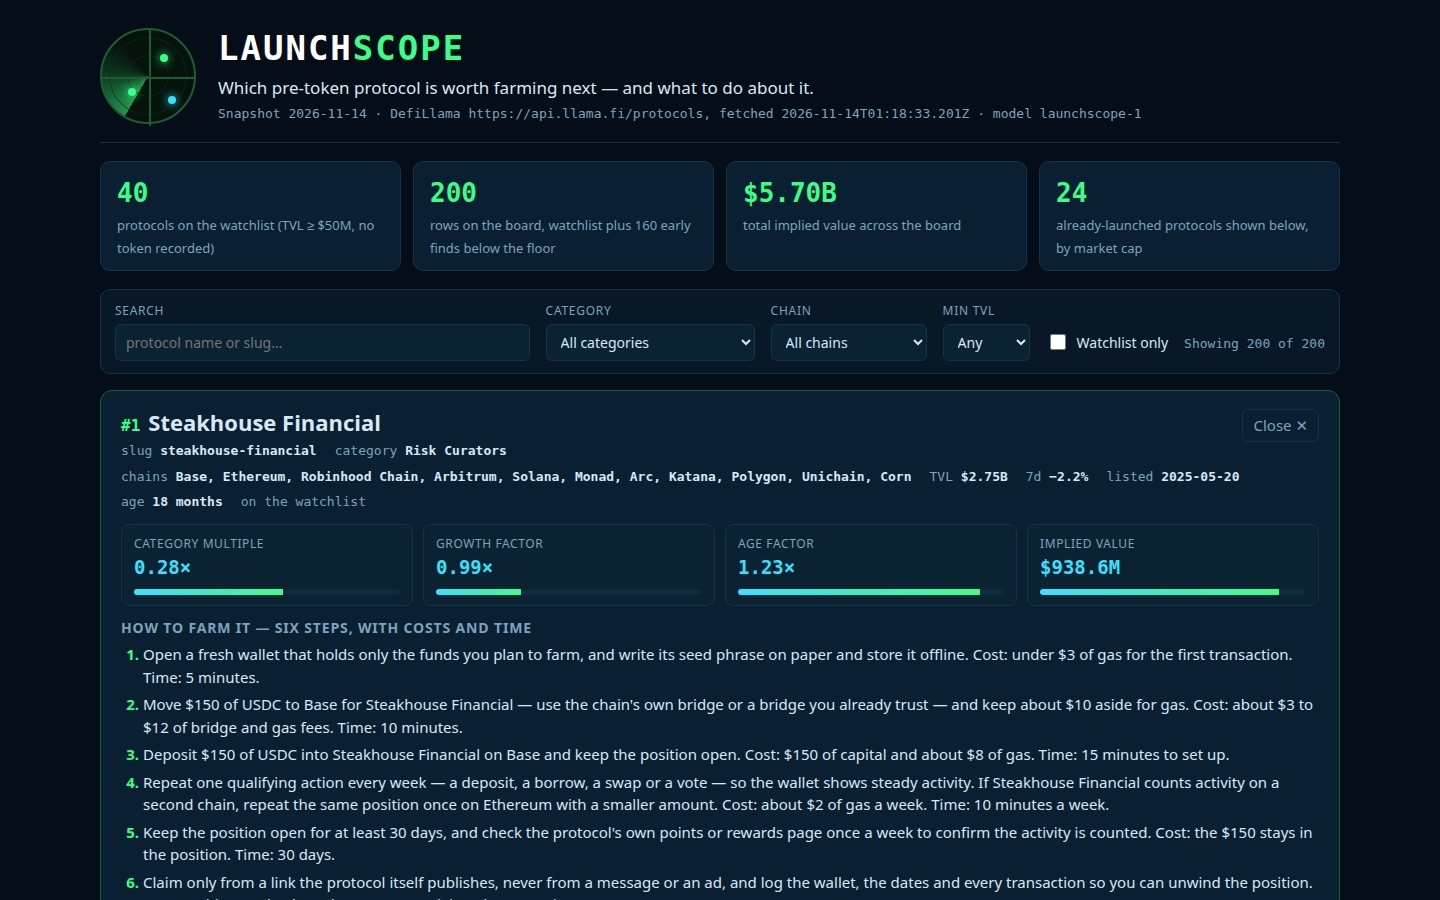 LAUNCHSCOPE
Which pre-token protocol is worth farming next — and what to do about it.
Snapshot 2026-11-14 · DefiLlama https://api.llama.fi/protocols, fetched 2026-11-14T01:18:33.201Z · model launchscope-1
40
protocols on the watchlist (TVL ≥ $50M, no
token recorded)
200
rows on the board, watchlist plus 160 early
finds below the floor
$5.70B
total implied value across the board
24
already-launched protocols shown below,
by market cap
SEARCH
protocol name or slug...
CATEGORY
All categories
CHAIN
All chains
MIN TVL
Any
Watchlist only
Showing 200 of 200
#1 Steakhouse Financial
Close ✕
slug steakhouse-financial category Risk Curators
chains Base, Ethereum, Robinhood Chain, Arbitrum, Solana, Monad, Arc, Katana, Polygon, Unichain, Corn TVL $2.75B 7d −2.2% listed 2025-05-20
age 18 months on the watchlist
CATEGORY MULTIPLE
0.28×
GROWTH FACTOR
0.99×
AGE FACTOR
1.23×
IMPLIED VALUE
$938.6M
HOW TO FARM IT — SIX STEPS, WITH COSTS AND TIME
1. Open a fresh wallet that holds only the funds you plan to farm, and write its seed phrase on paper and store it offline. Cost: under $3 of gas for the first transaction.
Time: 5 minutes.
2. Move $150 of USDC to Base for Steakhouse Financial — use the chain's own bridge or a bridge you already trust — and keep about $10 aside for gas. Cost: about $3 to
$12 of bridge and gas fees. Time: 10 minutes.
3. Deposit $150 of USDC into Steakhouse Financial on Base and keep the position open. Cost: $150 of capital and about $8 of gas. Time: 15 minutes to set up.
4. Repeat one qualifying action every week — a deposit, a borrow, a swap or a vote — so the wallet shows steady activity. If Steakhouse Financial counts activity on a
second chain, repeat the same position once on Ethereum with a smaller amount. Cost: about $2 of gas a week. Time: 10 minutes a week.
5. Keep the position open for at least 30 days, and check the protocol's own points or rewards page once a week to confirm the activity is counted. Cost: the $150 stays in
the position. Time: 30 days.
6. Claim only from a link the protocol itself publishes, never from a message or an ad, and log the wallet, the dates and every transaction so you can unwind the position.